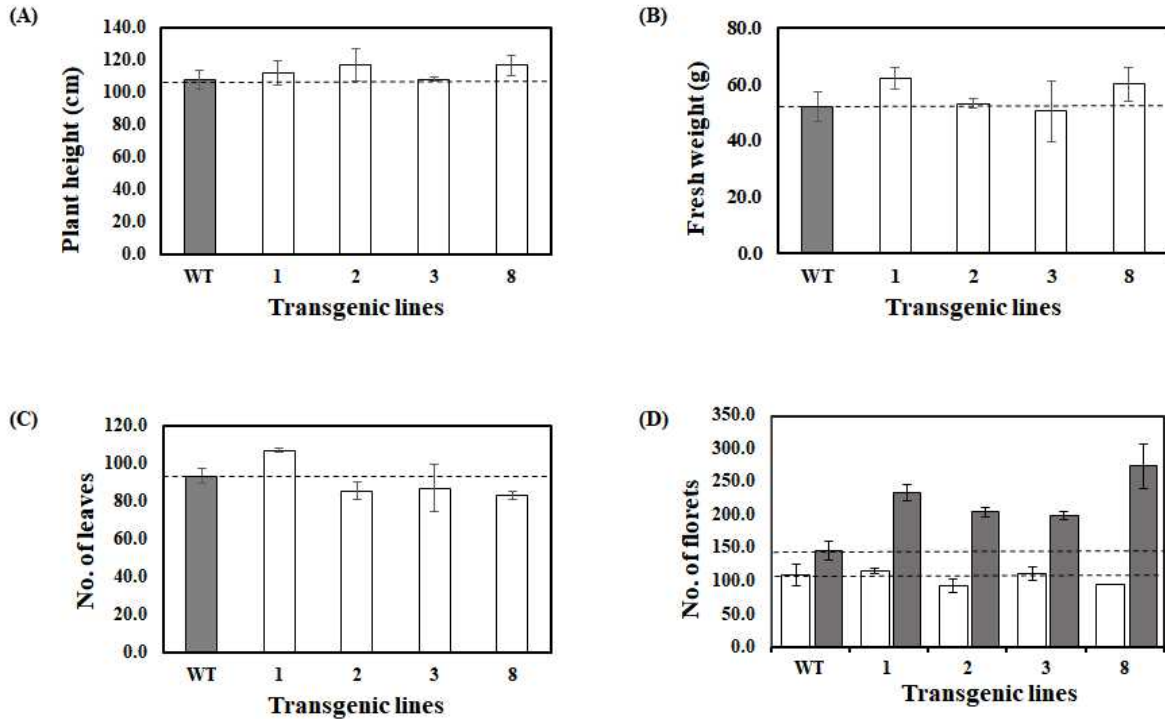 (A)
Plant height (cm)
140.0
120.0
100.0
80.0
60.0
40.0
20.0
0.0
WT 1 2 3 8
Transgenic lines
(B)
Fresh weight (g)
80.0
60.0
40.0
20.0
0.0
WT 1 2 3 8
Transgenic lines
(C)
No. of leaves
120.0
100.0
80.0
60.0
40.0
20.0
0.0
WT 1 2 3 8
Transgenic lines
(D)
No. of florets
350.0
300.0
250.0
200.0
150.0
100.0
50.0
0.0
WT 1 2 3 8
Transgenic lines